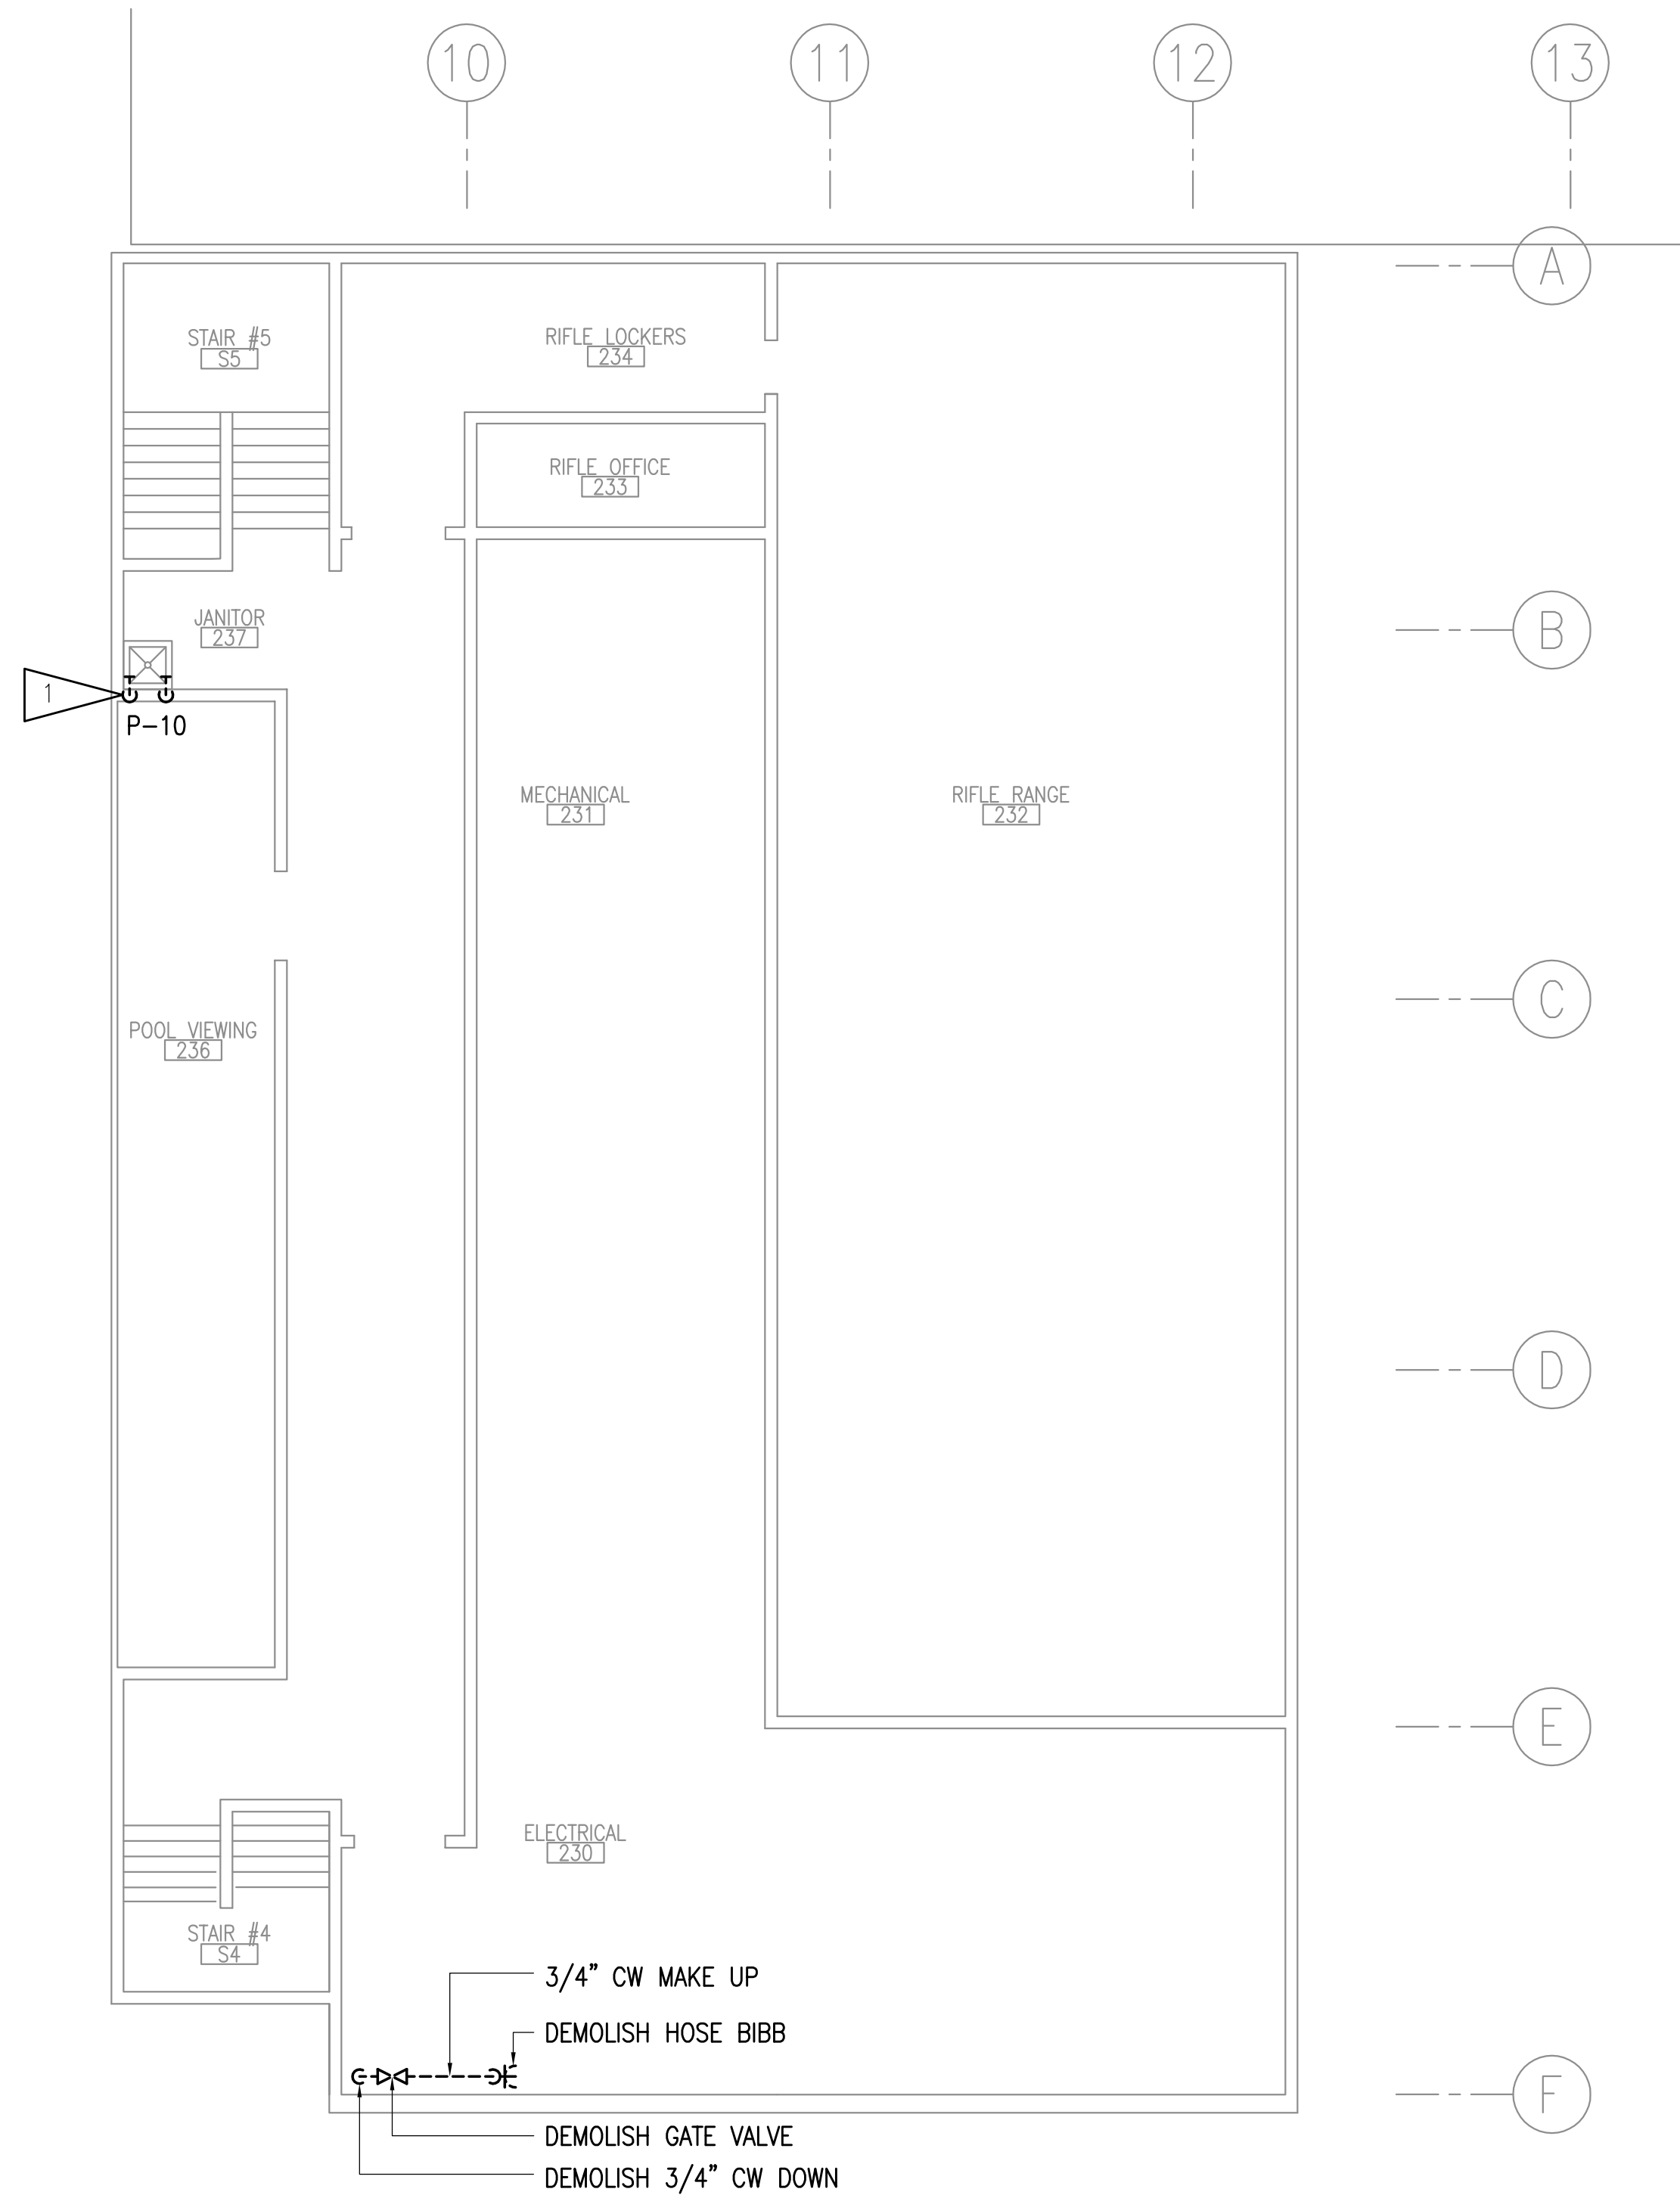 10
11
12
13
A
STAIR #5
S5
RIFLE LOCKERS
234
RIFLE OFFICE
233
B
JANITOR
237
1
P-10
MECHANICAL
231
RIFLE RANGE
232
C
POOL VIEWING
236
D
E
ELECTRICAL
230
STAIR #4
S4
3/4" CW MAKE UP
DEMOLISH HOSE BIBB
F
DEMOLISH GATE VALVE
DEMOLISH 3/4" CW DOWN